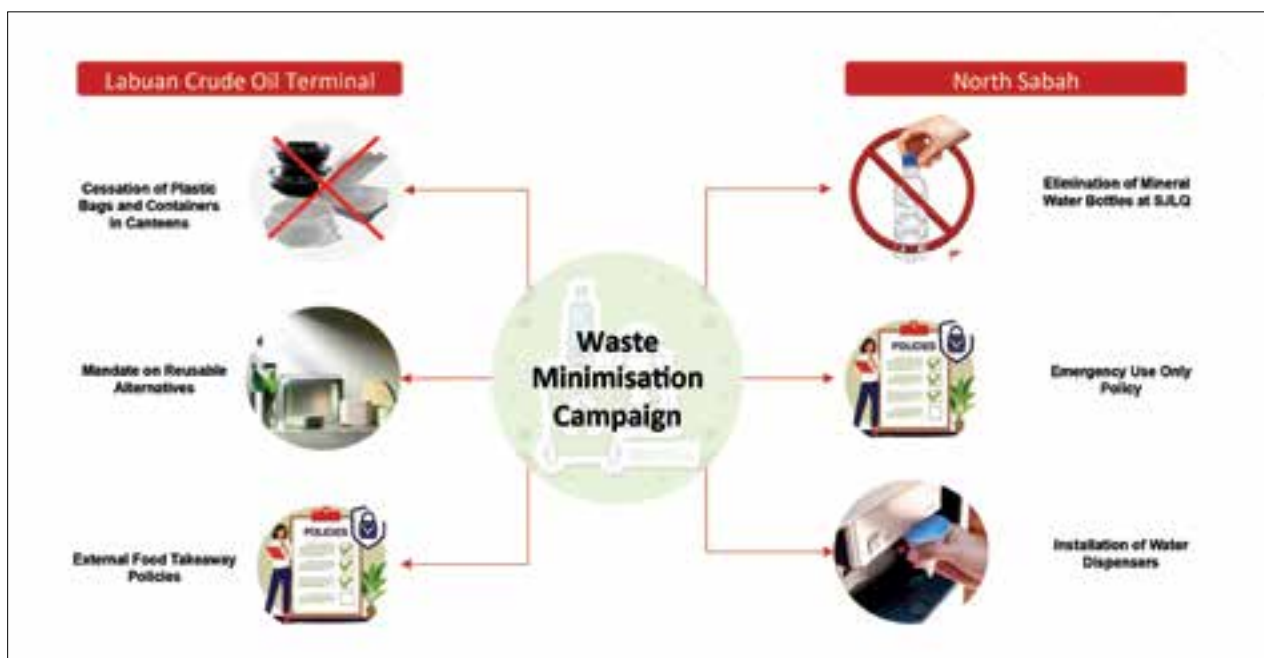 Labuan Crude Oil Terminal
Cessation of Plastic
Bags and Containers
in Canteens
Mandate on Reusable
Alternatives
POLICIES
External Food Takeaway
Policies
Waste
Minimisation
Campaign
North Sabah
Elimination of Mineral
Water Bottles at SJLQ
POLICIES
Emergency Use Only
Policy
Installation of Water
Dispensers